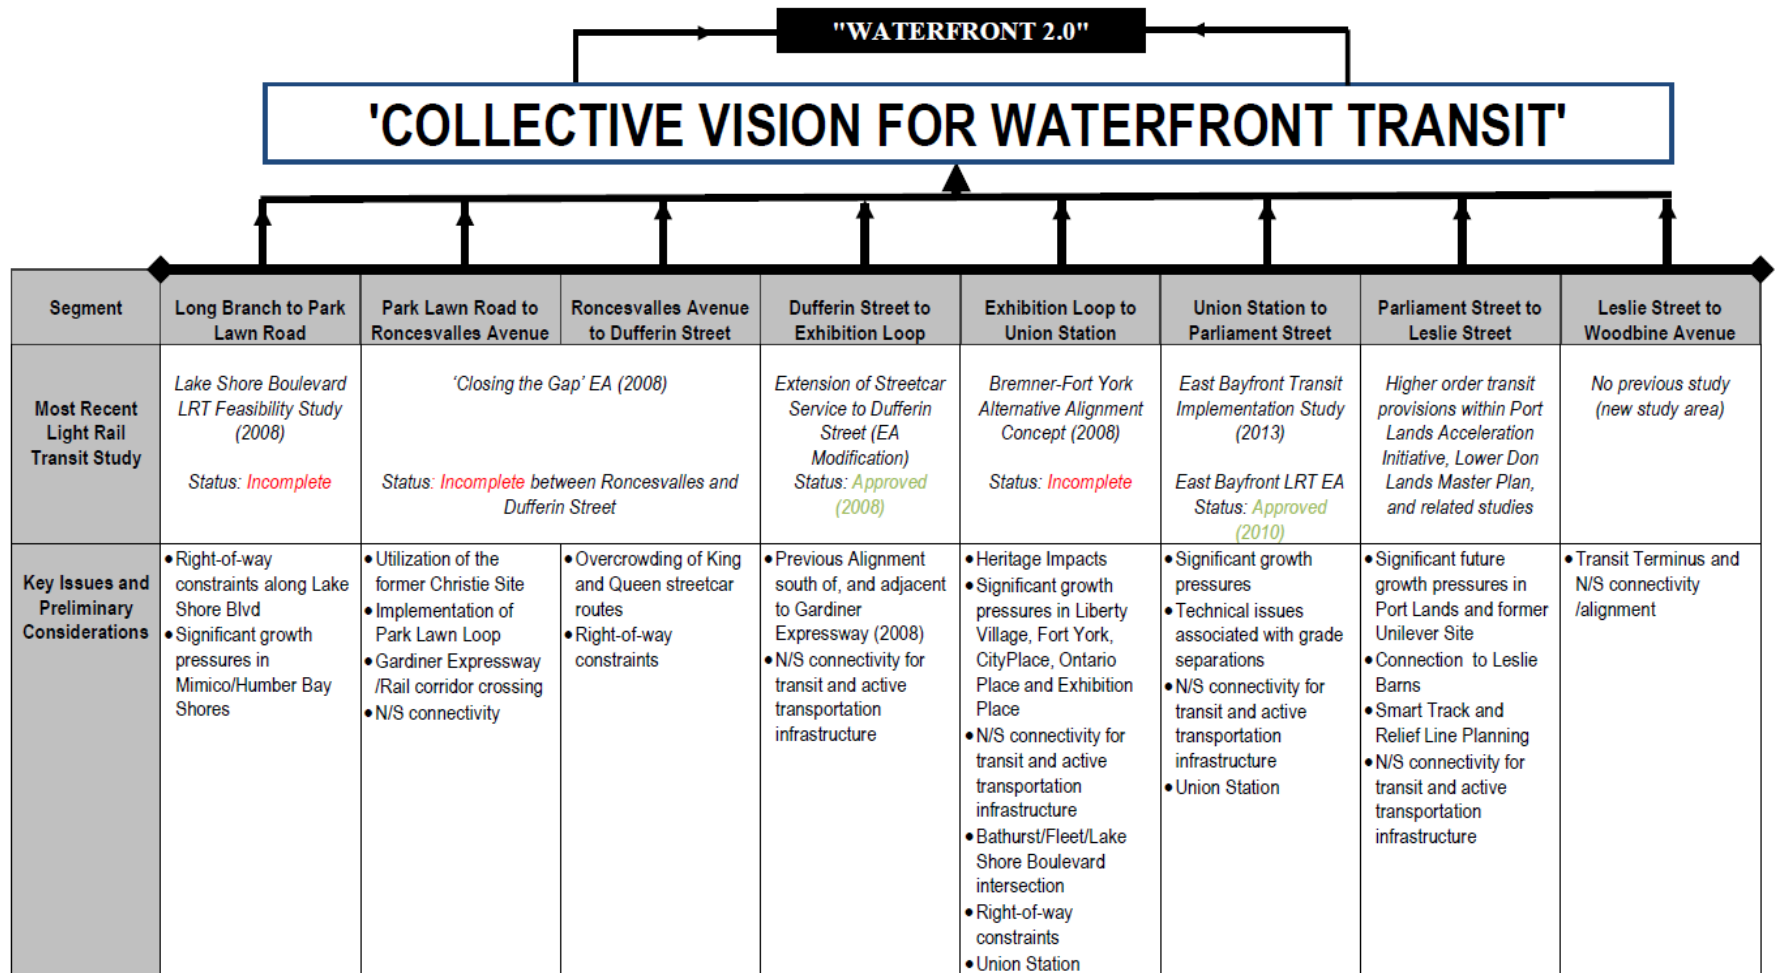 "WATERFRONT 2.0"
'COLLECTIVE VISION FOR WATERFRONT TRANSIT'
Segment
Long Branch to Park
Lawn Road
Park Lawn Road to
Roncesvalles Avenue
Roncesvalles Avenue
to Dufferin Street
Dufferin Street to
Exhibition Loop
Exhibition Loop to
Union Station
Union Station to
Parliament Street
Parliament Street to
Leslie Street
Leslie Street to
Woodbine Avenue
Most Recent
Light Rail
Transit Study
Lake Shore Boulevard
LRT Feasibility Study
(2008)
Status: Incomplete
'Closing the Gap' EA (2008)
Status: Incomplete between Roncesvalles and
Dufferin Street
Extension of Streetcar
Service to Dufferin
Street (EA
Modification)
Status: Approved
(2008)
Bremner-Fort York
Alternative Alignment
Concept (2008)
Status: Incomplete
East Bayfront Transit
Implementation Study
(2013)
East Bayfront LRT EA
Status: Approved
(2010)
Higher order transit
provisions within Port
Lands Acceleration
Initiative, Lower Don
Lands Master Plan,
and related studies
No previous study
(new study area)
Key Issues and
Preliminary
Considerations
• Right-of-way
constraints along Lake
Shore Blvd
• Significant growth
pressures in
Mimico/Humber Bay
Shores
• Utilization of the
former Christie Site
• Implementation of
Park Lawn Loop
• Gardiner Expressway
/Rail corridor crossing
• N/S connectivity
• Overcrowding of King
and Queen streetcar
routes
• Right-of-way
constraints
• Previous Alignment
south of, and adjacent
to Gardiner
Expressway (2008)
• N/S connectivity for
transit and active
transportation
infrastructure
• Heritage Impacts
• Significant growth
pressures in Liberty
Village, Fort York,
CityPlace, Ontario
Place and Exhibition
Place
• N/S connectivity for
transit and active
transportation
infrastructure
• Bathurst/Fleet/Lake
Shore Boulevard
intersection
• Right-of-way
constraints
• Union Station
• Significant growth
pressures
• Technical issues
associated with grade
separations
• N/S connectivity for
transit and active
transportation
infrastructure
• Union Station
• Significant future
growth pressures in
Port Lands and former
Unilever Site
• Connection to Leslie
Barns
• Smart Track and
Relief Line Planning
• N/S connectivity for
transit and active
transportation
infrastructure
• Transit Terminus and
N/S connectivity
/alignment